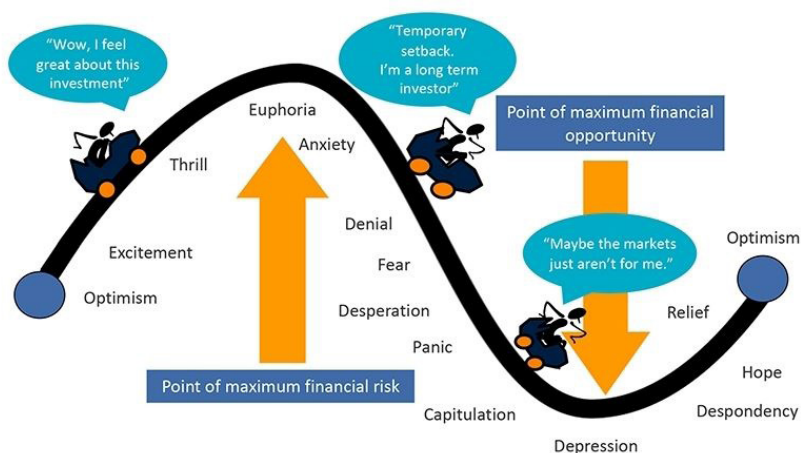 “Wow, I feel
great about this
investment”
“Temporary
setback.
I’m a long term
investor”
Point of maximum financial
opportunity
Euphoria
Anxiety
Thrill
Denial
Excitement
Fear
“Maybe the markets
just aren’t for me.”
Optimism
Optimism
Desperation
Relief
Panic
Point of maximum financial risk
Hope
Capitulation
Despondency
Depression